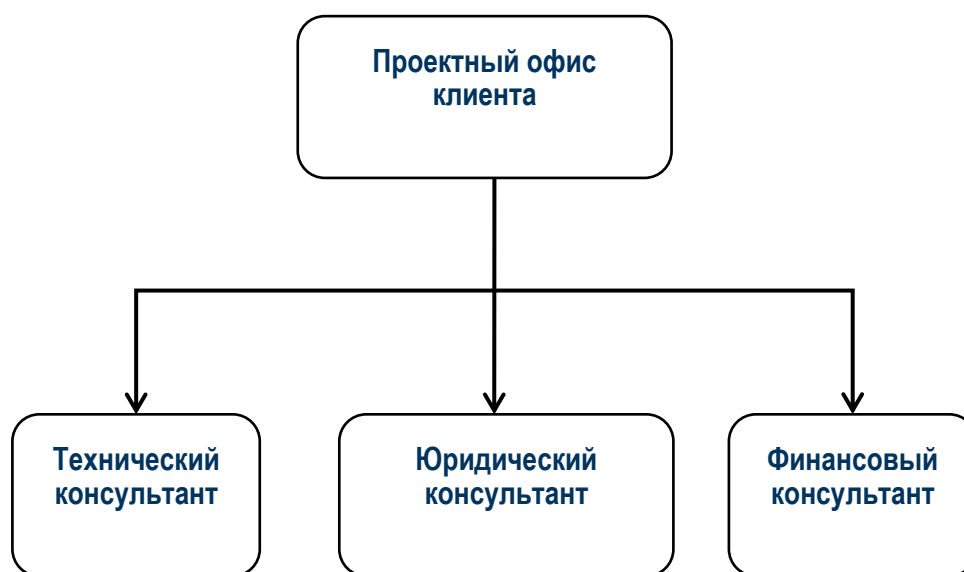 Проектный офис
клиента
Технический
консультант
Юридический
консультант
Финансовый
консультант